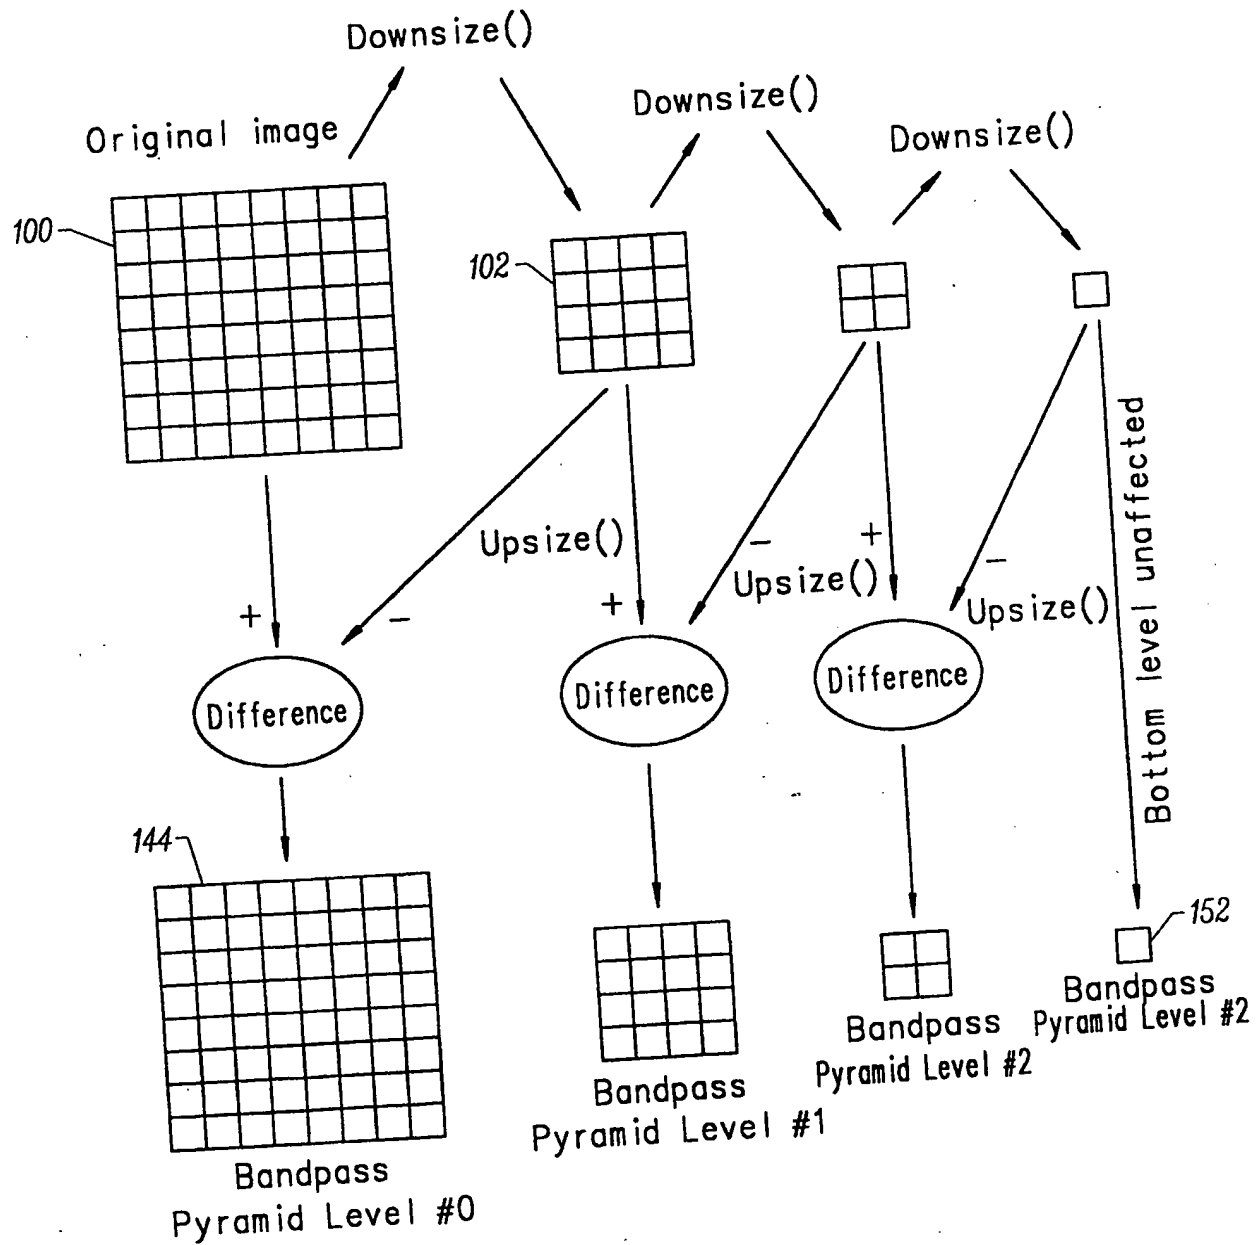 Downsize()
Downsize()
Downsize()
Original image
100
102
Upsize()
+
−
+
−
Upsize()
+
−
Upsize()
Bottom level unaffected
Difference
Difference
Difference
144
152
Bandpass
Pyramid Level #0
Bandpass
Pyramid Level #1
Bandpass
Pyramid Level #2
Bandpass
Pyramid Level #2